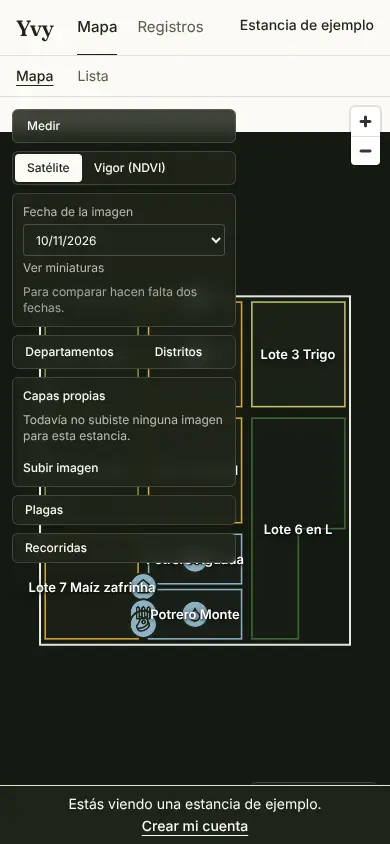 Yvy Mapa Registros Estancia de ejemplo
Mapa Lista
Medir
Satélite Vigor (NDVI)
Fecha de la imagen
10/11/2026
Ver miniaturas
Para comparar hacen falta dos
fechas.
Departamentos Distritos
Lote 3 Trigo
Capas propias
Todavía no subiste ninguna imagen
para esta estancia.
Subir imagen
Plagas
Lote 6 en L
Recorridas
Lote 7 Maíz zafrinha
Potrero Monte
Estás viendo una estancia de ejemplo.
Crear mi cuenta